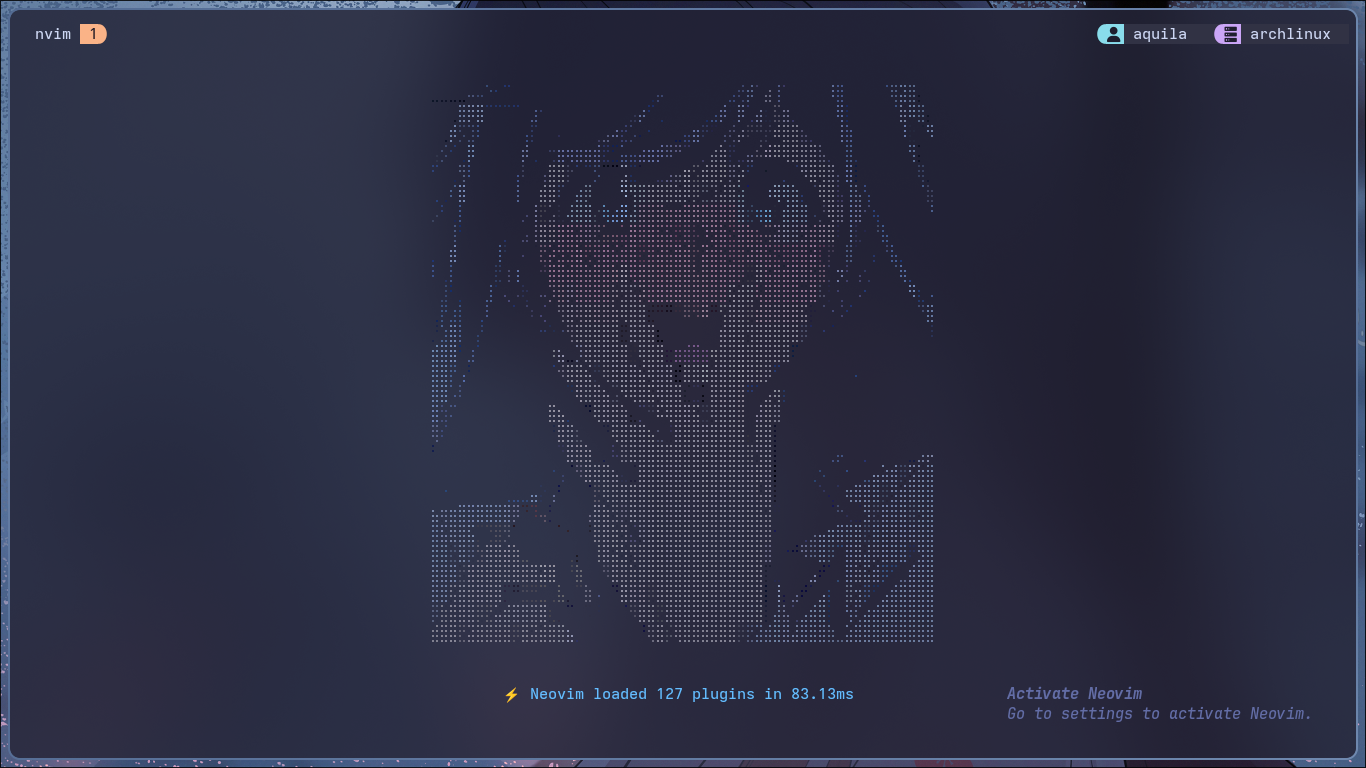 nvim 1
aquila archlinux
⚡ Neovim loaded 127 plugins in 83.13ms
Activate Neovim
Go to settings to activate Neovim.